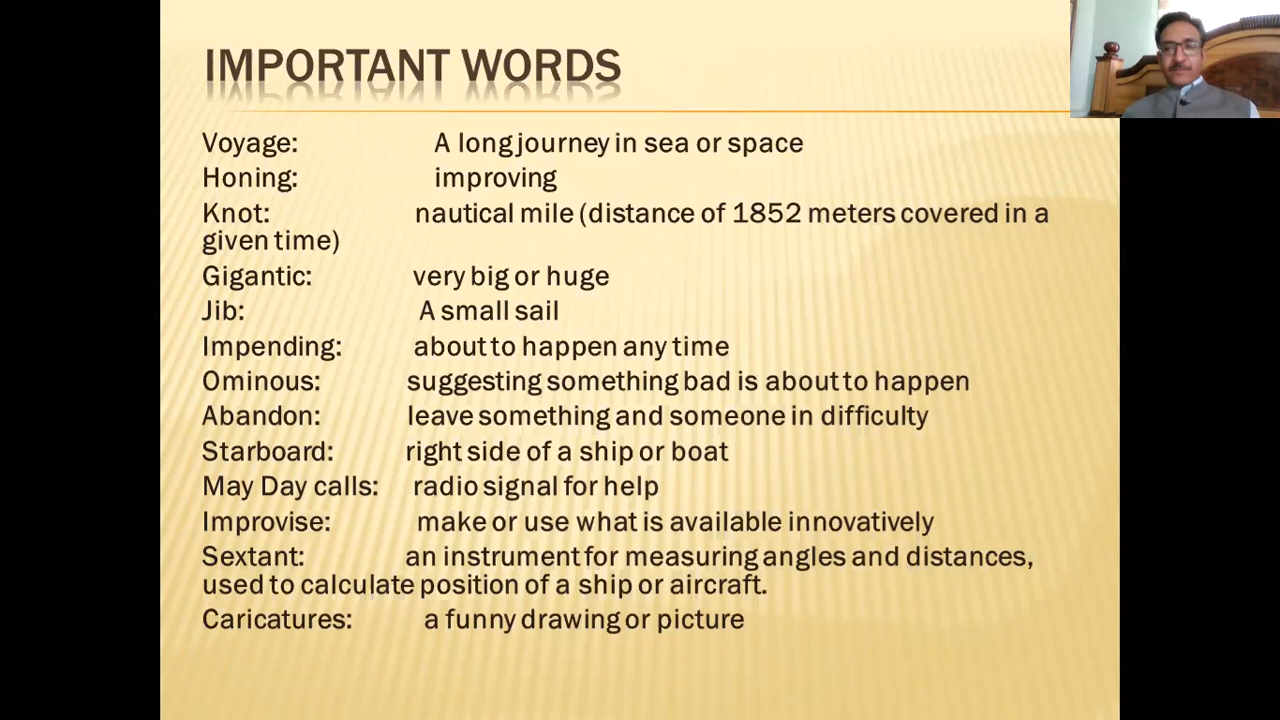 IMPORTANT WORDS
Voyage: A long journey in sea or space
Honing: improving
Knot: nautical mile (distance of 1852 meters covered in a
given time)
Gigantic: very big or huge
Jib: A small sail
Impending: about to happen any time
Ominous: suggesting something bad is about to happen
Abandon: leave something and someone in difficulty
Starboard: right side of a ship or boat
May Day calls: radio signal for help
Improvise: make or use what is available innovatively
Sextant: an instrument for measuring angles and distances,
used to calculate position of a ship or aircraft.
Caricatures: a funny drawing or picture